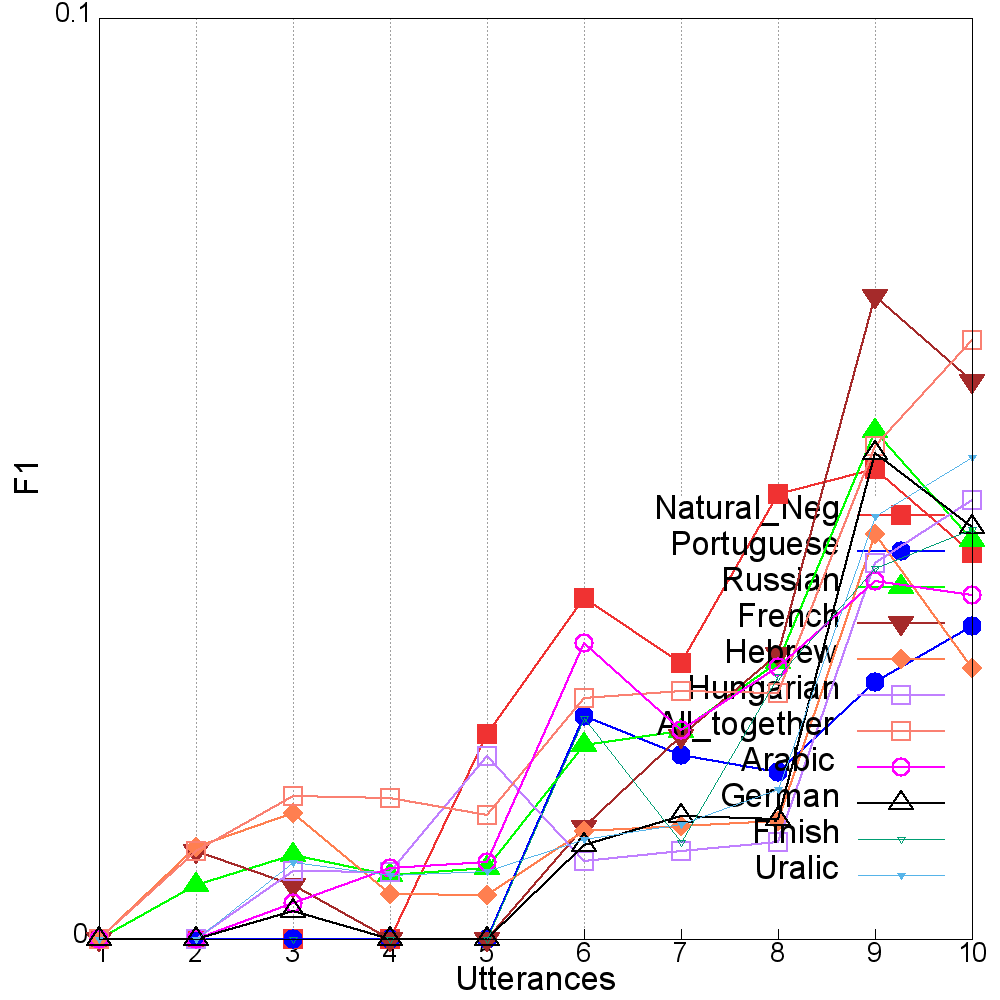 0.1
F1
Natural_Neg
Portuguese
Russian
French
Hebrew
Hungarian
All_together
Arabic
German
Finish
Uralic
0
1 2 3 4 5 6 7 8 9 10
Utterances